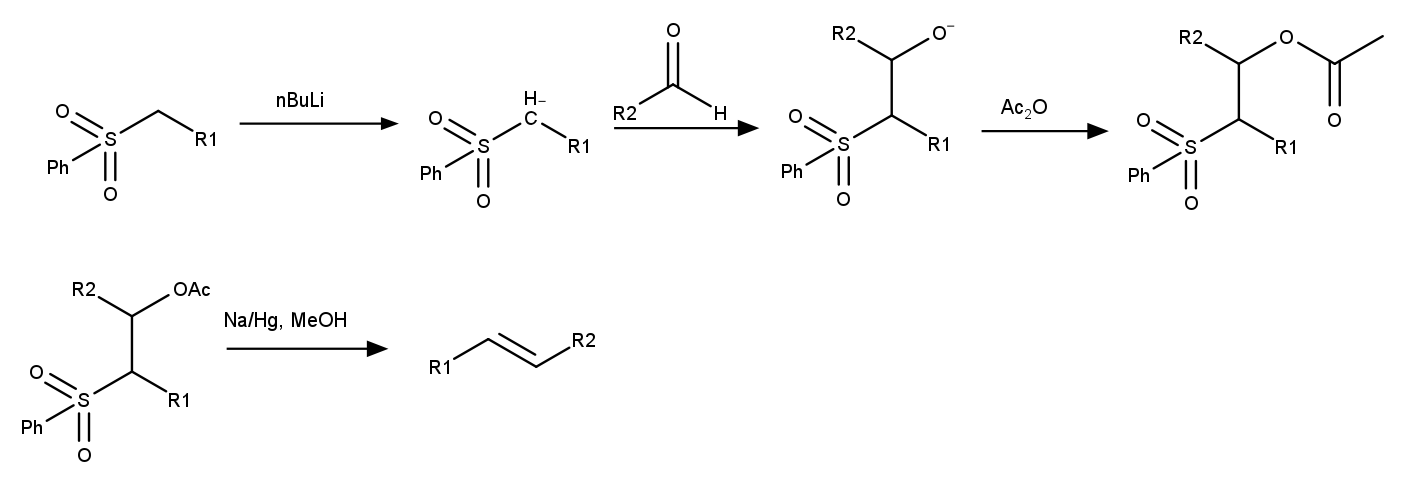 O
S
R1
Ph
O
nBuLi
H−
O
C
S
R1
Ph
O
O
R2
H
R2
O−
O
S
R1
Ph
O
Ac₂O
R2
O
O
O
S
R1
Ph
O
R2
OAc
O
S
R1
Ph
O
Na/Hg, MeOH
R2
R1